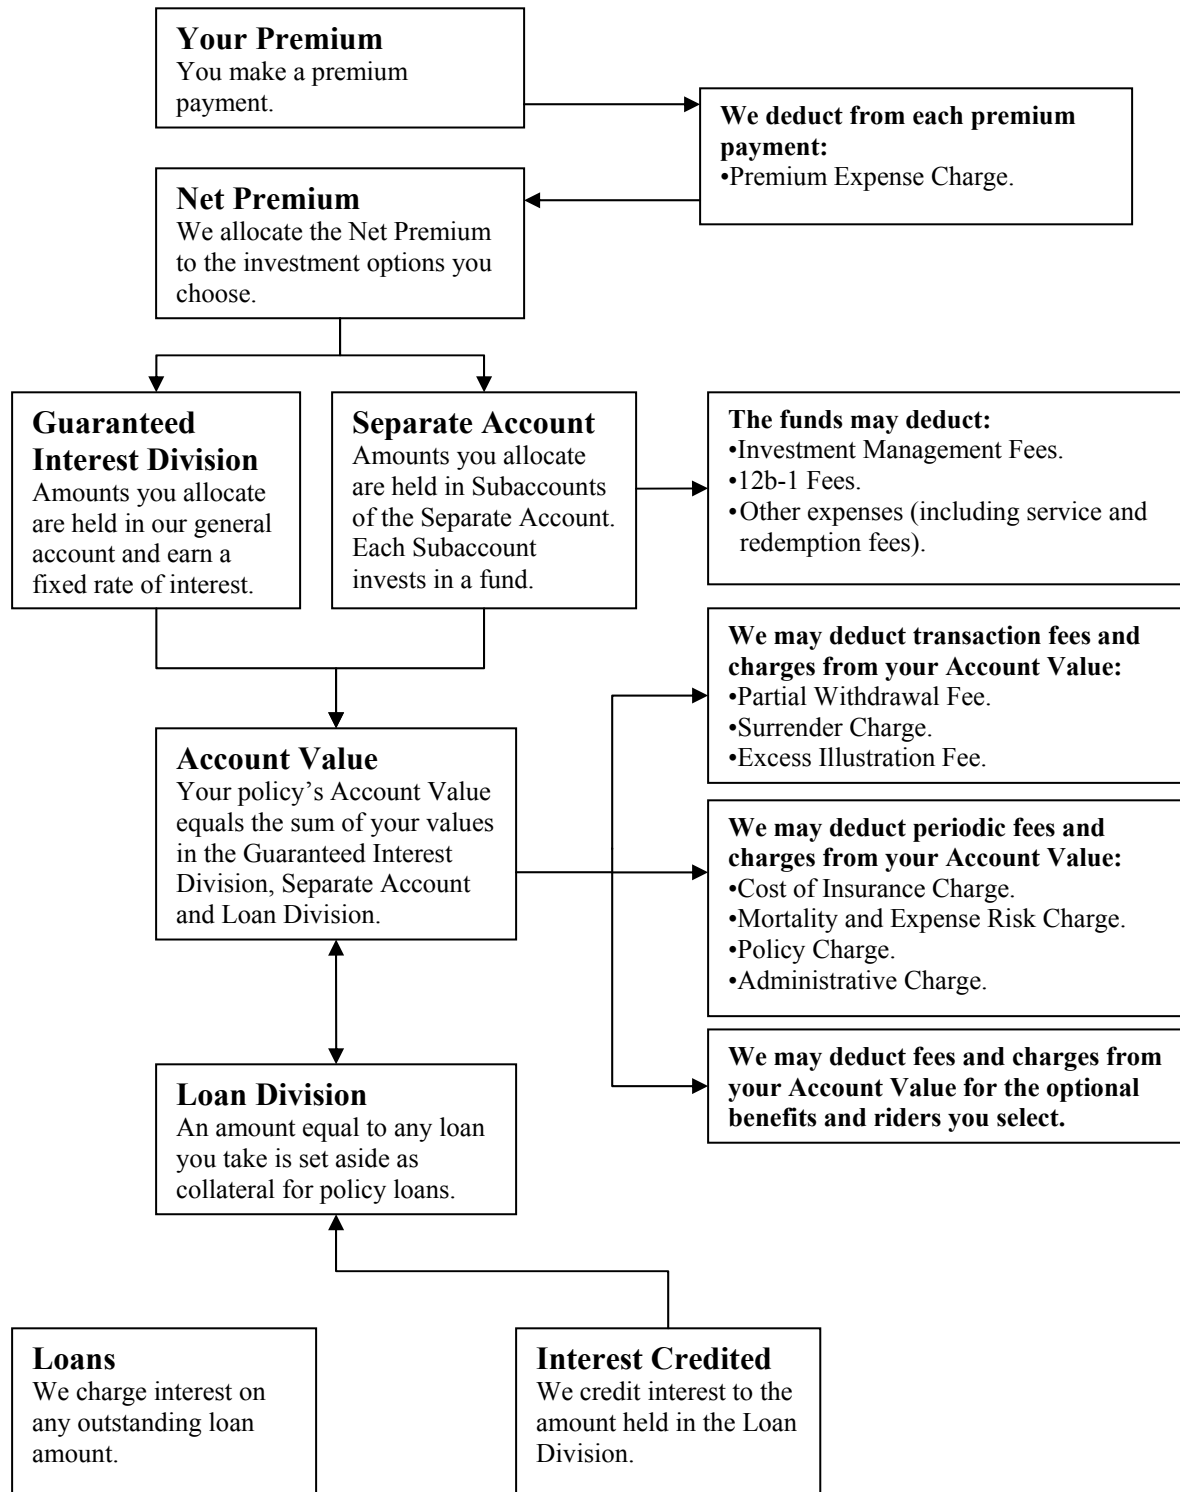 Your Premium
You make a premium
payment.
We deduct from each premium
payment:
•Premium Expense Charge.
Net Premium
We allocate the Net Premium
to the investment options you
choose.
Guaranteed
Interest Division
Amounts you allocate
are held in our general
account and earn a
fixed rate of interest.
Separate Account
Amounts you allocate
are held in Subaccounts
of the Separate Account.
Each Subaccount
invests in a fund.
The funds may deduct:
•Investment Management Fees.
•12b-1 Fees.
•Other expenses (including service and
redemption fees).
We may deduct transaction fees and
charges from your Account Value:
•Partial Withdrawal Fee.
•Surrender Charge.
•Excess Illustration Fee.
Account Value
Your policy’s Account Value
equals the sum of your values
in the Guaranteed Interest
Division, Separate Account
and Loan Division.
We may deduct periodic fees and
charges from your Account Value:
•Cost of Insurance Charge.
•Mortality and Expense Risk Charge.
•Policy Charge.
•Administrative Charge.
We may deduct fees and charges from
your Account Value for the optional
benefits and riders you select.
Loan Division
An amount equal to any loan
you take is set aside as
collateral for policy loans.
Loans
We charge interest on
any outstanding loan
amount.
Interest Credited
We credit interest to the
amount held in the Loan
Division.